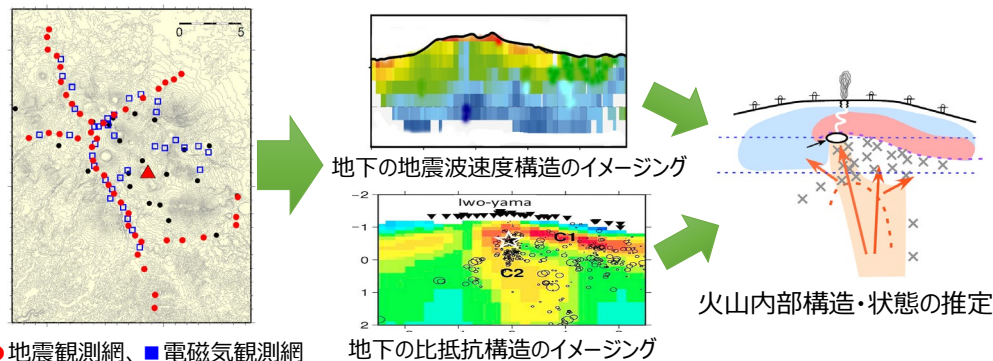 0 5
地下の地震波速度構造のイメージング
Iwo-yama
-2
-1
0
1
2
C1
C2
地下の比抵抗構造のイメージング
火山内部構造・状態の推定
●地震観測網、■電磁気観測網